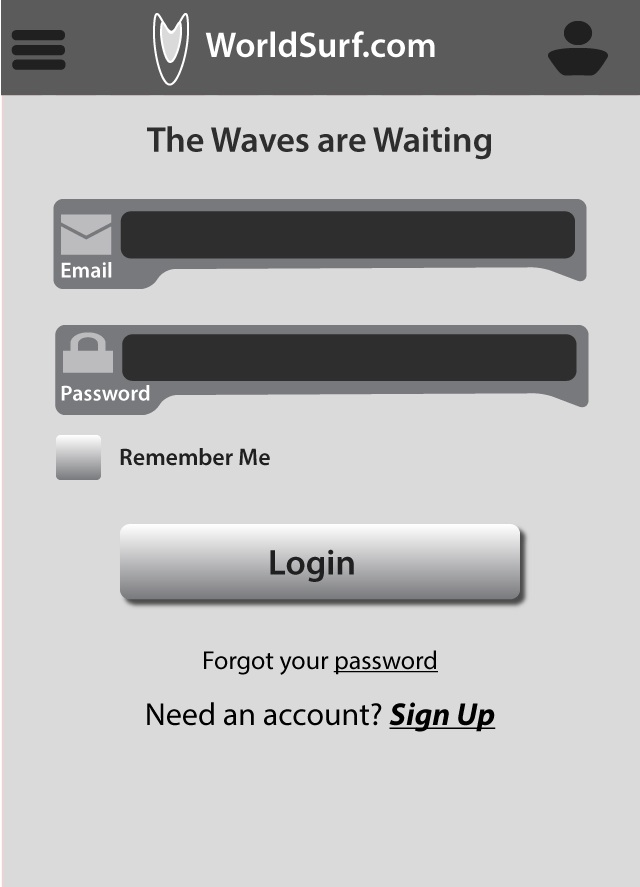 WorldSurf.com
The Waves are Waiting
Email
Password
Remember Me
Login
Forgot your password
Need an account? Sign Up